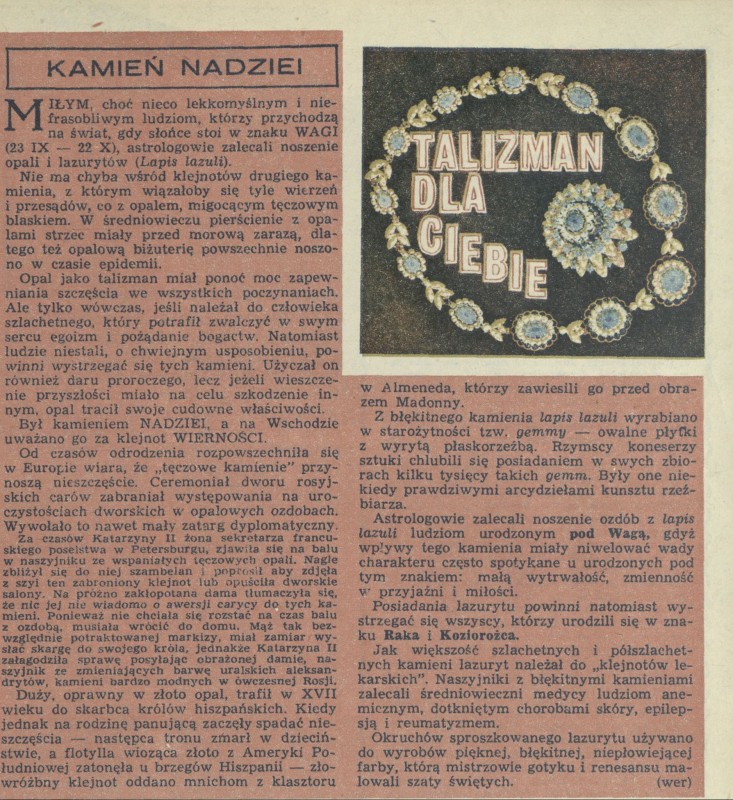 KAMIEŃ NADZIEI
MIŁYM, choć nieco lekkomyślnym i nie-
frasobliwym ludziom, którzy przychodzą
na świat, gdy słońce stoi w znaku WAGI
(23 IX — 22 X), astrologowie zalecali noszenie
opali i lazurytów (Lapis lazuli).
Nie ma chyba wśród klejnotów drugiego ka-
mienia, z którym wiązałoby się tyle wierzeń
i przesądów, co z opalem, migocącym tęczowym
blaskiem. W średniowieczu pierścienie z opa-
lami strzec miały przed morową zarazą, dla-
tego też opalową biżuterię powszechnie noszo-
no w czasie epidemii.
Opal jako talizman miał ponoć moc zapew-
niania szczęścia we wszystkich poczynaniach.
Ale tylko wówczas, jeśli należał do człowieka
szlachetnego, który potrafił zwalczyć w swym
sercu egoizm i pożądanie bogactw. Natomiast
ludzie niestali, o chwiejnym usposobieniu, po-
winni wystrzegać się tych kamieni. Użyczał on
również daru proroczego, lecz jeżeli wieszcze-
nie przyszłości miało na celu szkodzenie in-
nym, opal tracił swoje cudowne właściwości.
Był kamieniem NADZIEI, a na Wschodzie
uważano go za klejnot WIERNOŚCI.
Od czasów odrodzenia rozpowszechniła się
w Europie wiara, że „tęczowe kamienie” przy-
noszą nieszczęście. Ceremoniał dworu rosyj-
skich carów zabraniał występowania na uro-
czystościach dworskich w opalowych ozdobach.
Wywołało to nawet mały zatarg dyplomatyczny.
Za czasów Katarzyny II żona sekretarza francu-
skiego poselstwa w Petersburgu, zjawiła się na balu
w naszyjniku ze wspaniałych tęczowych opali. Nagle
zbliżył się do niej szambelan i poprosił aby zdjęła
z szyi ten zabroniony klejnot lub opuściła dworskie
salony. Na próżno zakłopotana dama tłumaczyła się,
że nic jej nie wiadomo o awersji carycy do tych ka-
mieni. Ponieważ nie chciała się rozstać na czas balu
z ozdobą, musiała wrócić do domu. Mąż tak bez-
względnie potraktowanej markizy, miał zamiar wy-
słać skargę do swojego króla, jednakże Katarzyna II
załagodziła sprawę posyłając obrażonej damie, na-
szyjnik ze zmieniających barwę uralskich aleksan-
drytów, kamieni bardzo modnych w ówczesnej Rosji.
Duży, oprawny w złoto opal, trafił w XVII
wieku do skarbca królów hiszpańskich. Kiedy
jednak na rodzinę panującą zaczęły spadać nie-
szczęścia — następca tronu zmarł w dzieciń-
stwie, a flotylla wioząca złoto z Ameryki Po-
łudniowej zatonęła u brzegów Hiszpanii — zło-
wróżbny klejnot oddano mnichom z klasztoru
TALIZMAN
DLA
CIEBIE
w Almeneda, którzy zawiesili go przed obra-
zem Madonny.
Z błękitnego kamienia lapis lazuli wyrabiano
w starożytności tzw. gemmy — owalne płytki
z wyrytą płaskorzeźbą. Rzymscy koneserzy
sztuki chlubili się posiadaniem w swych zbio-
rach kilku tysięcy takich gemm. Były one nie-
kiedy prawdziwymi arcydziełami kunsztu rzeź-
biarza.
Astrologowie zalecali noszenie ozdób z lapis
lazuli ludziom urodzonym pod Wagą, gdyż
wpływy tego kamienia miały niwelować wady
charakteru często spotykane u urodzonych pod
tym znakiem: małą wytrwałość, zmienność
w przyjaźni i miłości.
Posiadania lazurytu powinni natomiast wy-
strzegać się wszyscy, którzy urodzili się w zna-
ku Raka i Koziorożca.
Jak większość szlachetnych i półszlachet-
nych kamieni lazuryt należał do „klejnotów le-
karskich”. Naszyjniki z błękitnymi kamieniami
zalecali średniowieczni medycy ludziom ane-
micznym, dotkniętym chorobami skóry, epilep-
sją i reumatyzmem.
Okruchów sproszkowanego lazurytu używano
do wyrobów pięknej, błękitnej, niepłowiejącej
farby, którą mistrzowie gotyku i renesansu ma-
lowali szaty świętych. (wer)